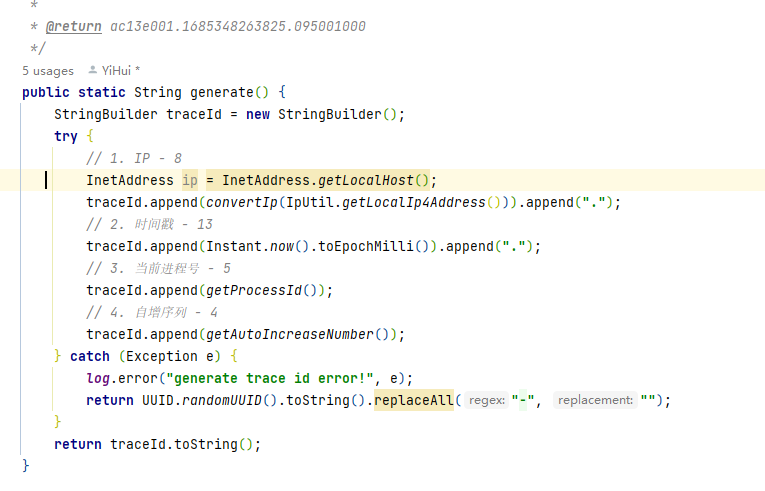 *
* @return ac13e001.1685348263825.095001000
*/
5 usages YiHui *
public static String generate() {
StringBuilder traceId = new StringBuilder();
try {
// 1. IP - 8
InetAddress ip = InetAddress.getLocalHost();
traceId.append(convertIp(IpUtil.getLocalIp4Address())).append(".");
// 2. 时间戳 - 13
traceId.append(Instant.now().toEpochMilli()).append(".");
// 3. 当前进程号 - 5
traceId.append(getProcessId());
// 4. 自增序列 - 4
traceId.append(getAutoIncreaseNumber());
} catch (Exception e) {
log.error("generate trace id error!", e);
return UUID.randomUUID().toString().replaceAll( regex: "-", replacement: "");
}
return traceId.toString();
}